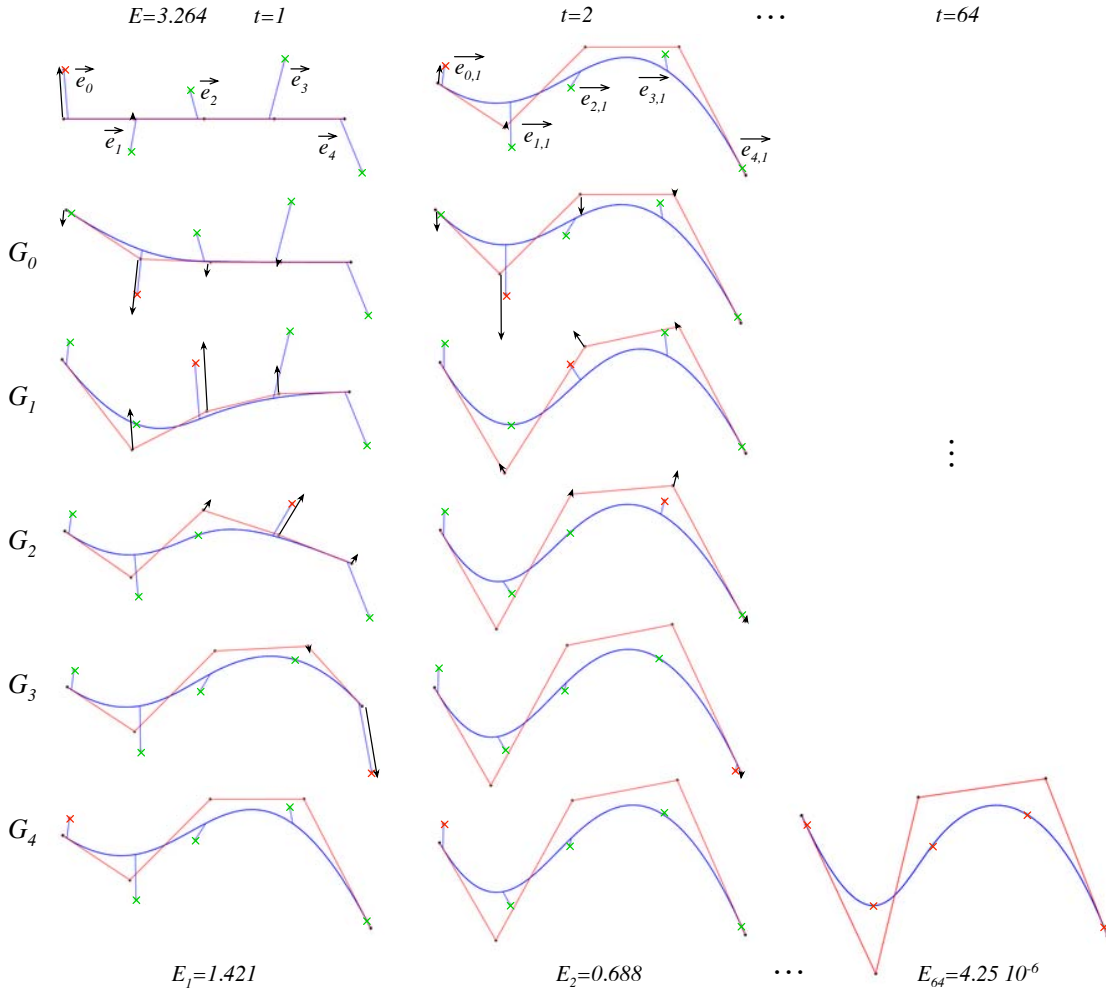 E=3.264 t=1 t=2 ... t=64
e₀ e₁ e₂ e₃ e₄
e₀,₁ e₁,₁ e₂,₁ e₃,₁ e₄,₁
G₀
G₁
G₂
G₃
G₄
E₁=1.421 E₂=0.688 ... E₆₄=4.25 10⁻⁶